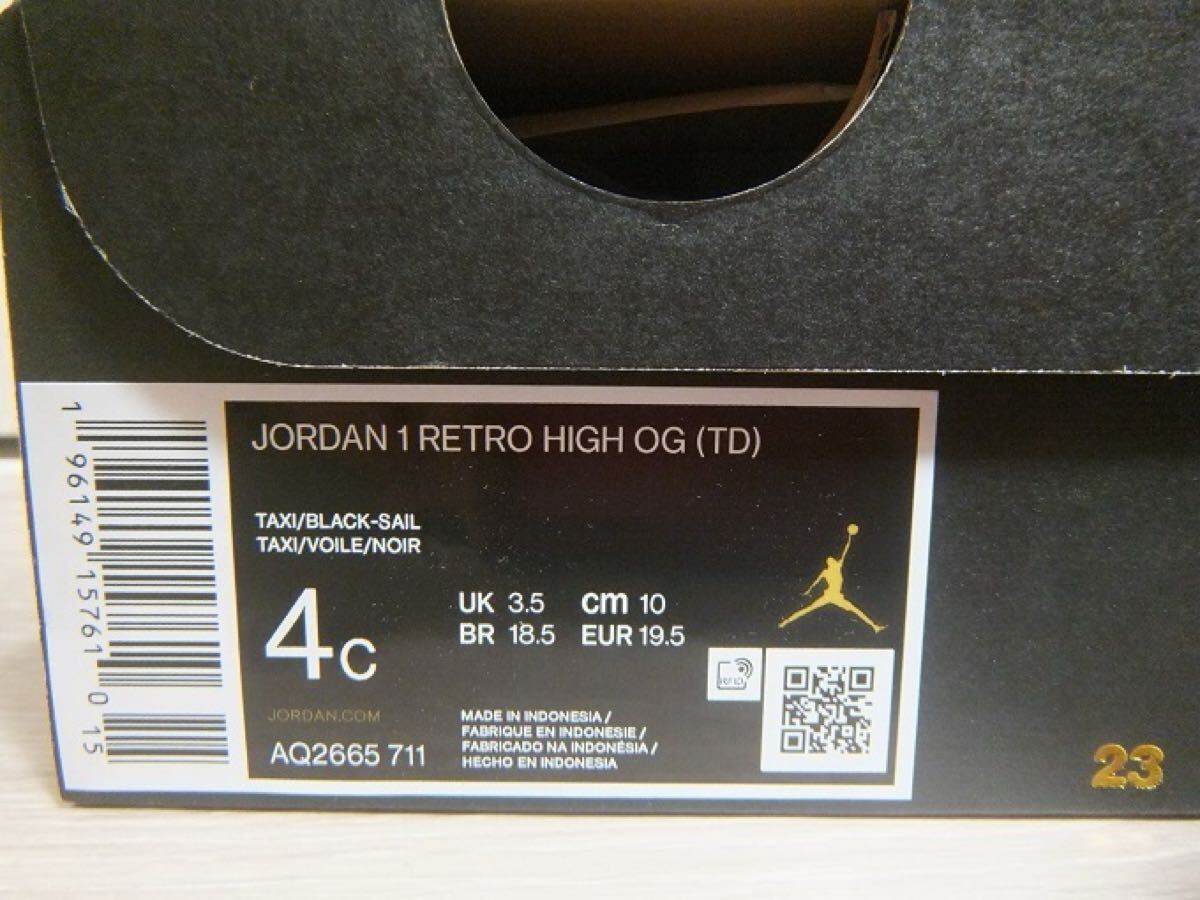 JORDAN 1 RETRO HIGH OG (TD)
TAXI/BLACK-SAIL
TAXI/VOILE/NOIR
4c
UK 3.5 cm 10
BR 18.5 EUR 19.5
JORDAN.COM
AQ2665 711
MADE IN INDONESIA /
FABRIQUE EN INDONESIE /
FABRICADO NA INDONÉSIA /
HECHO EN INDONESIA
RFID
1 96149 15761 0 15
23